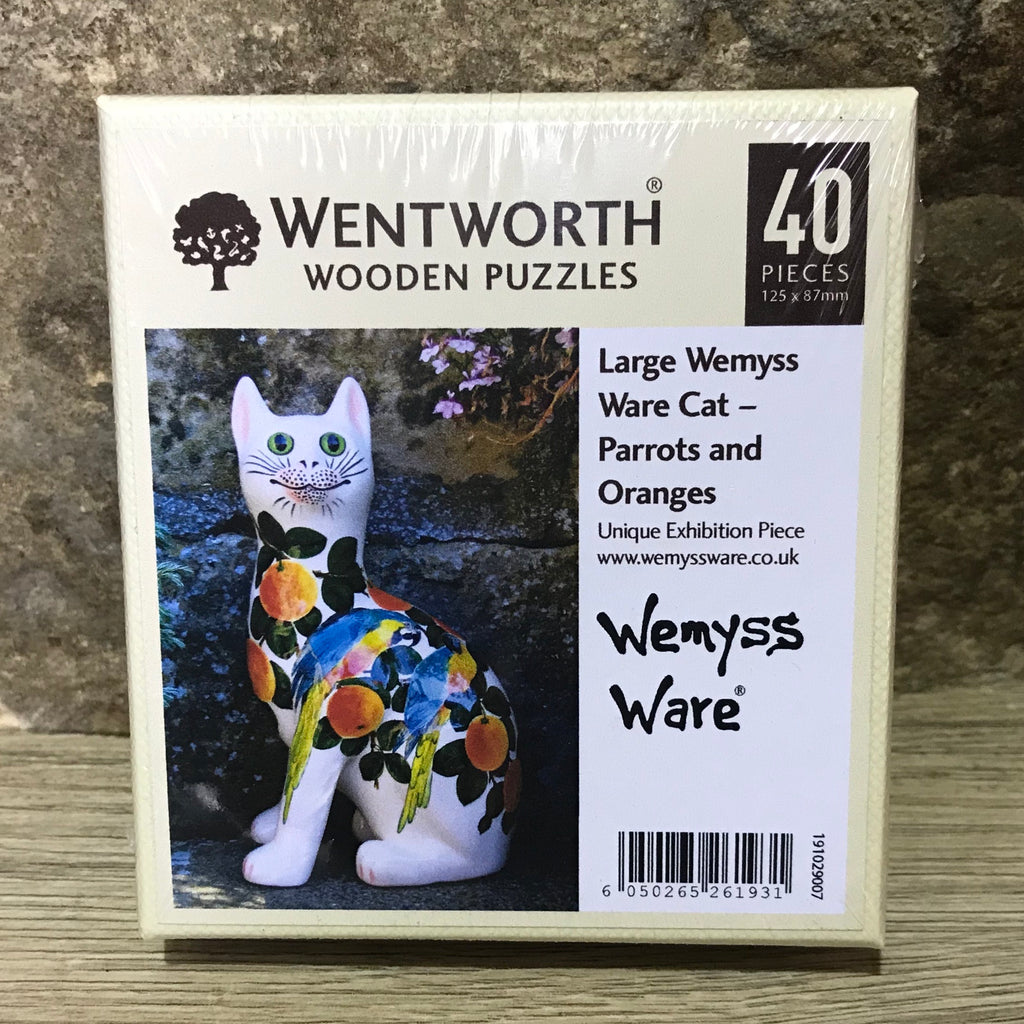 WENTWORTH®
WOODEN PUZZLES
40
PIECES
125 x 87mm
Large Wemyss
Ware Cat –
Parrots and
Oranges
Unique Exhibition Piece
www.wemyssware.co.uk
Wemyss
Ware®
6 050265 261931
191029007